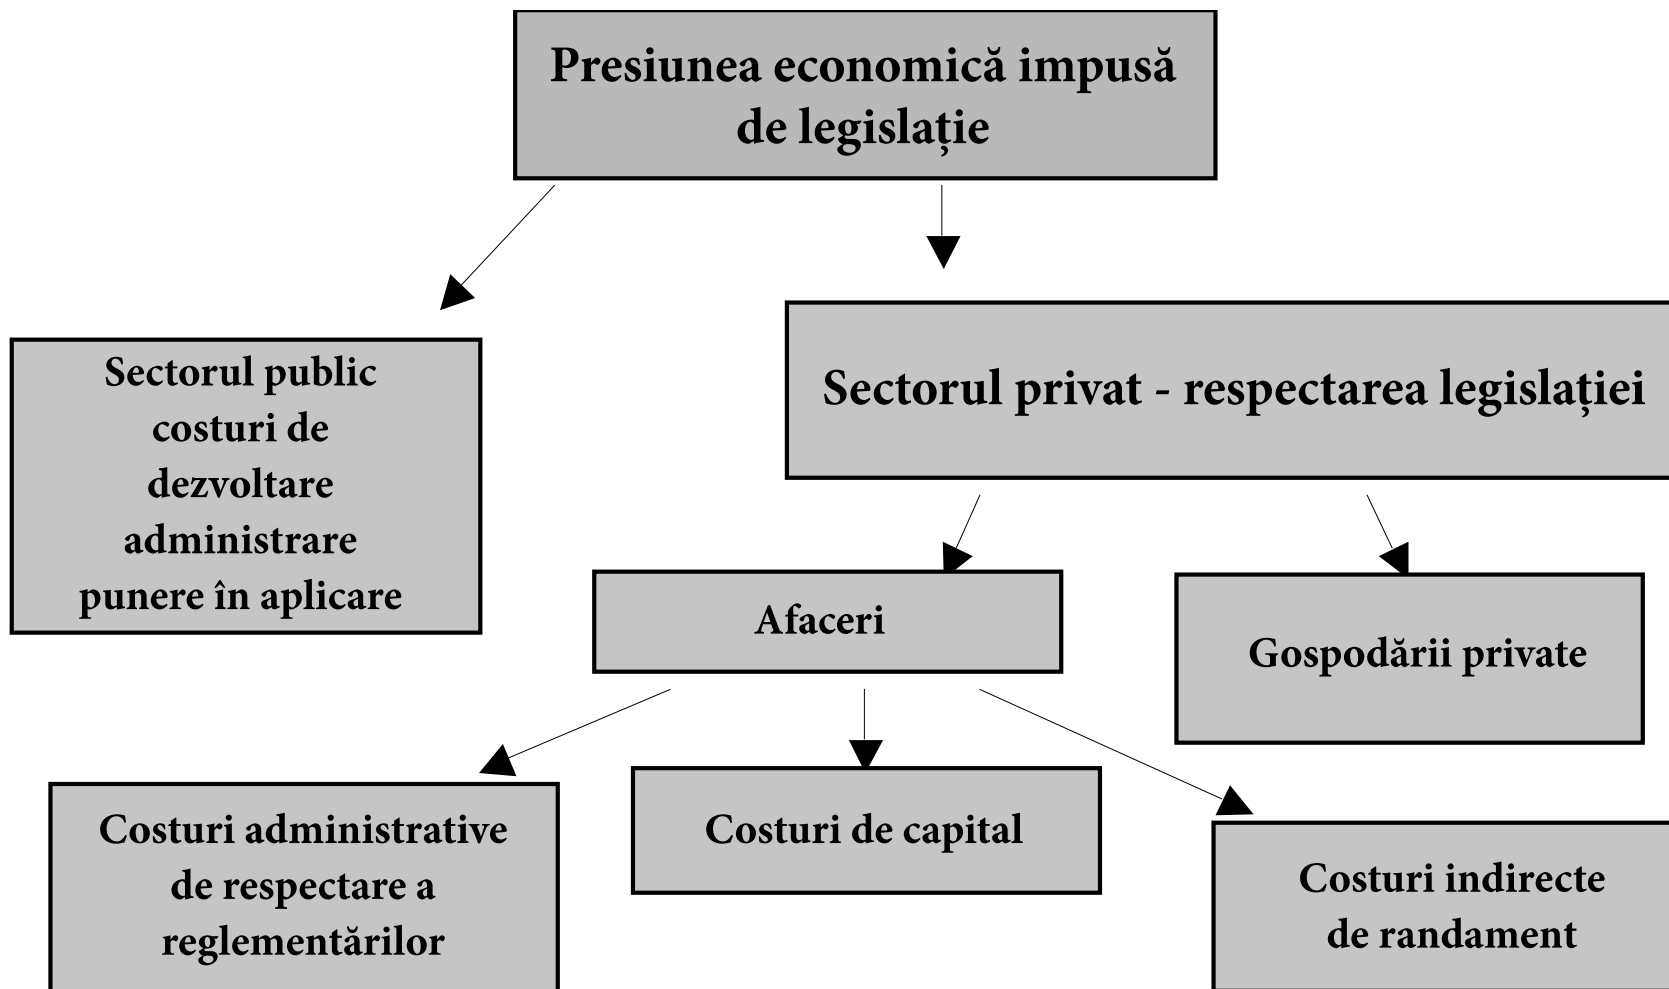 Presiunea economică impusă
de legislație
Sectorul public
costuri de
dezvoltare
administrare
punere în aplicare
Sectorul privat - respectarea legislației
Afaceri
Gospodării private
Costuri administrative
de respectare a
reglementărilor
Costuri de capital
Costuri indirecte
de randament